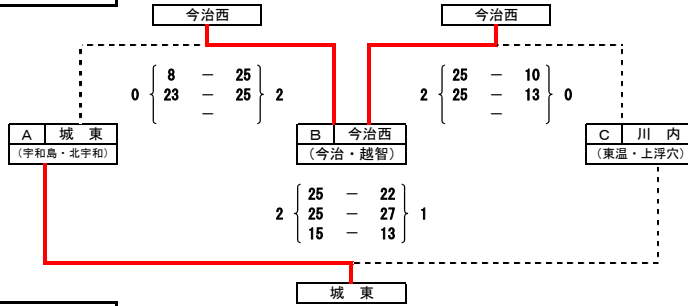 今治西 今治西
8 － 25 25 － 10
0 23 － 25 2 2 25 － 13 0
－ －
A 城 東 B 今治西 C 川 内
（宇和島・北宇和） （今治・越智） （東温・上浮穴）
25 － 22
2 25 － 27 1
15 － 13
城 東